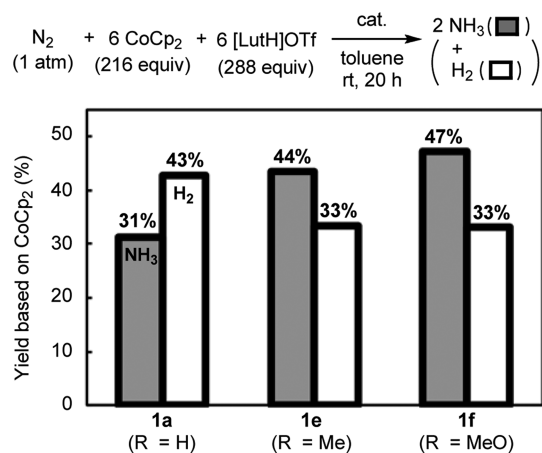 N2 + 6 CoCp2 + 6 [LutH]OTf cat. 2 NH3 ( )
(1 atm) (216 equiv) (288 equiv) toluene ( + )
rt, 20 h H2 ( )
Yield based on CoCp2 (%)
50
40
30
20
10
0
31%
NH3
43%
H2
44%
33%
47%
33%
1a 1e 1f
(R = H) (R = Me) (R = MeO)